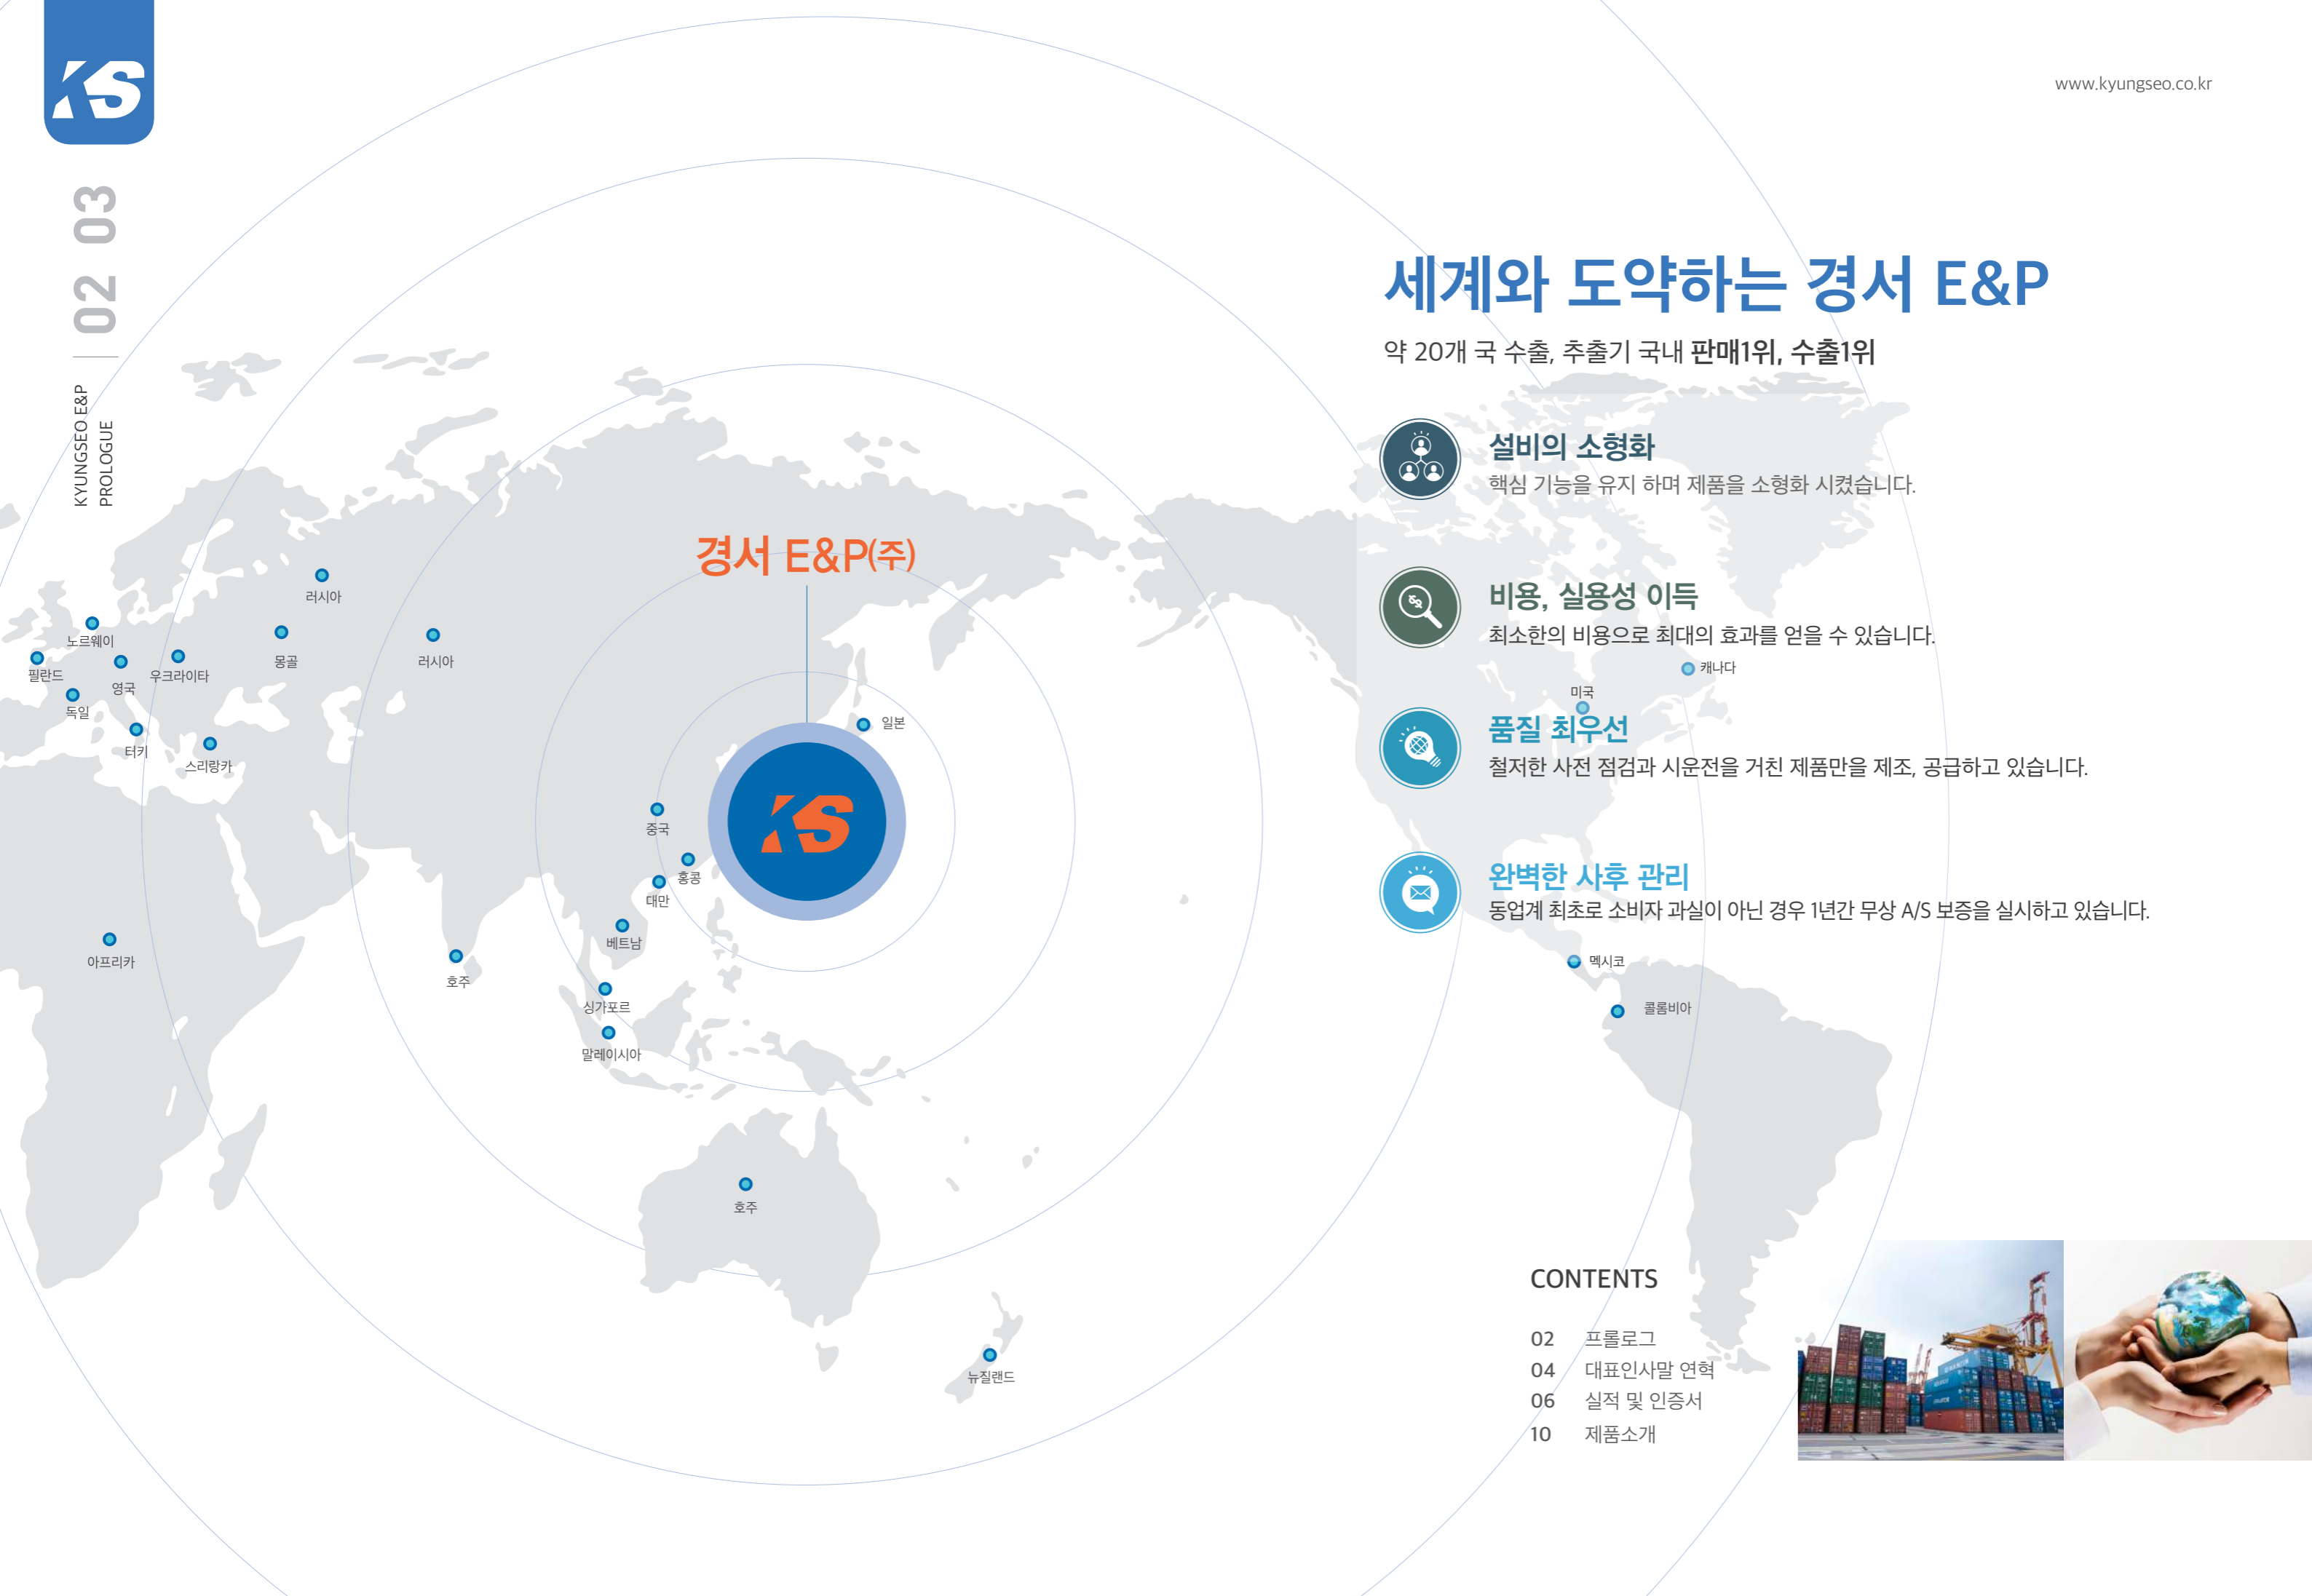 KS
www.kyungseo.co.kr
02 03
KYUNGSEO E&P
PROLOGUE
세계와 도약하는 경서 E&P
약 20개 국 수출, 추출기 국내 판매1위, 수출1위
설비의 소형화
핵심 기능을 유지 하며 제품을 소형화 시켰습니다.
비용, 실용성 이득
최소한의 비용으로 최대의 효과를 얻을 수 있습니다.
품질 최우선
철저한 사전 점검과 시운전을 거친 제품만을 제조, 공급하고 있습니다.
완벽한 사후 관리
동업계 최초로 소비자 과실이 아닌 경우 1년간 무상 A/S 보증을 실시하고 있습니다.
경서 E&P(주)
KS
러시아
노르웨이
필란드
영국
우크라이타
몽골
러시아
독일
터키
스리랑카
일본
중국
홍콩
대만
베트남
아프리카
호주
싱가포르
말레이시아
호주
뉴질랜드
캐나다
미국
멕시코
콜롬비아
CONTENTS
02 프롤로그
04 대표인사말 연혁
06 실적 및 인증서
10 제품소개